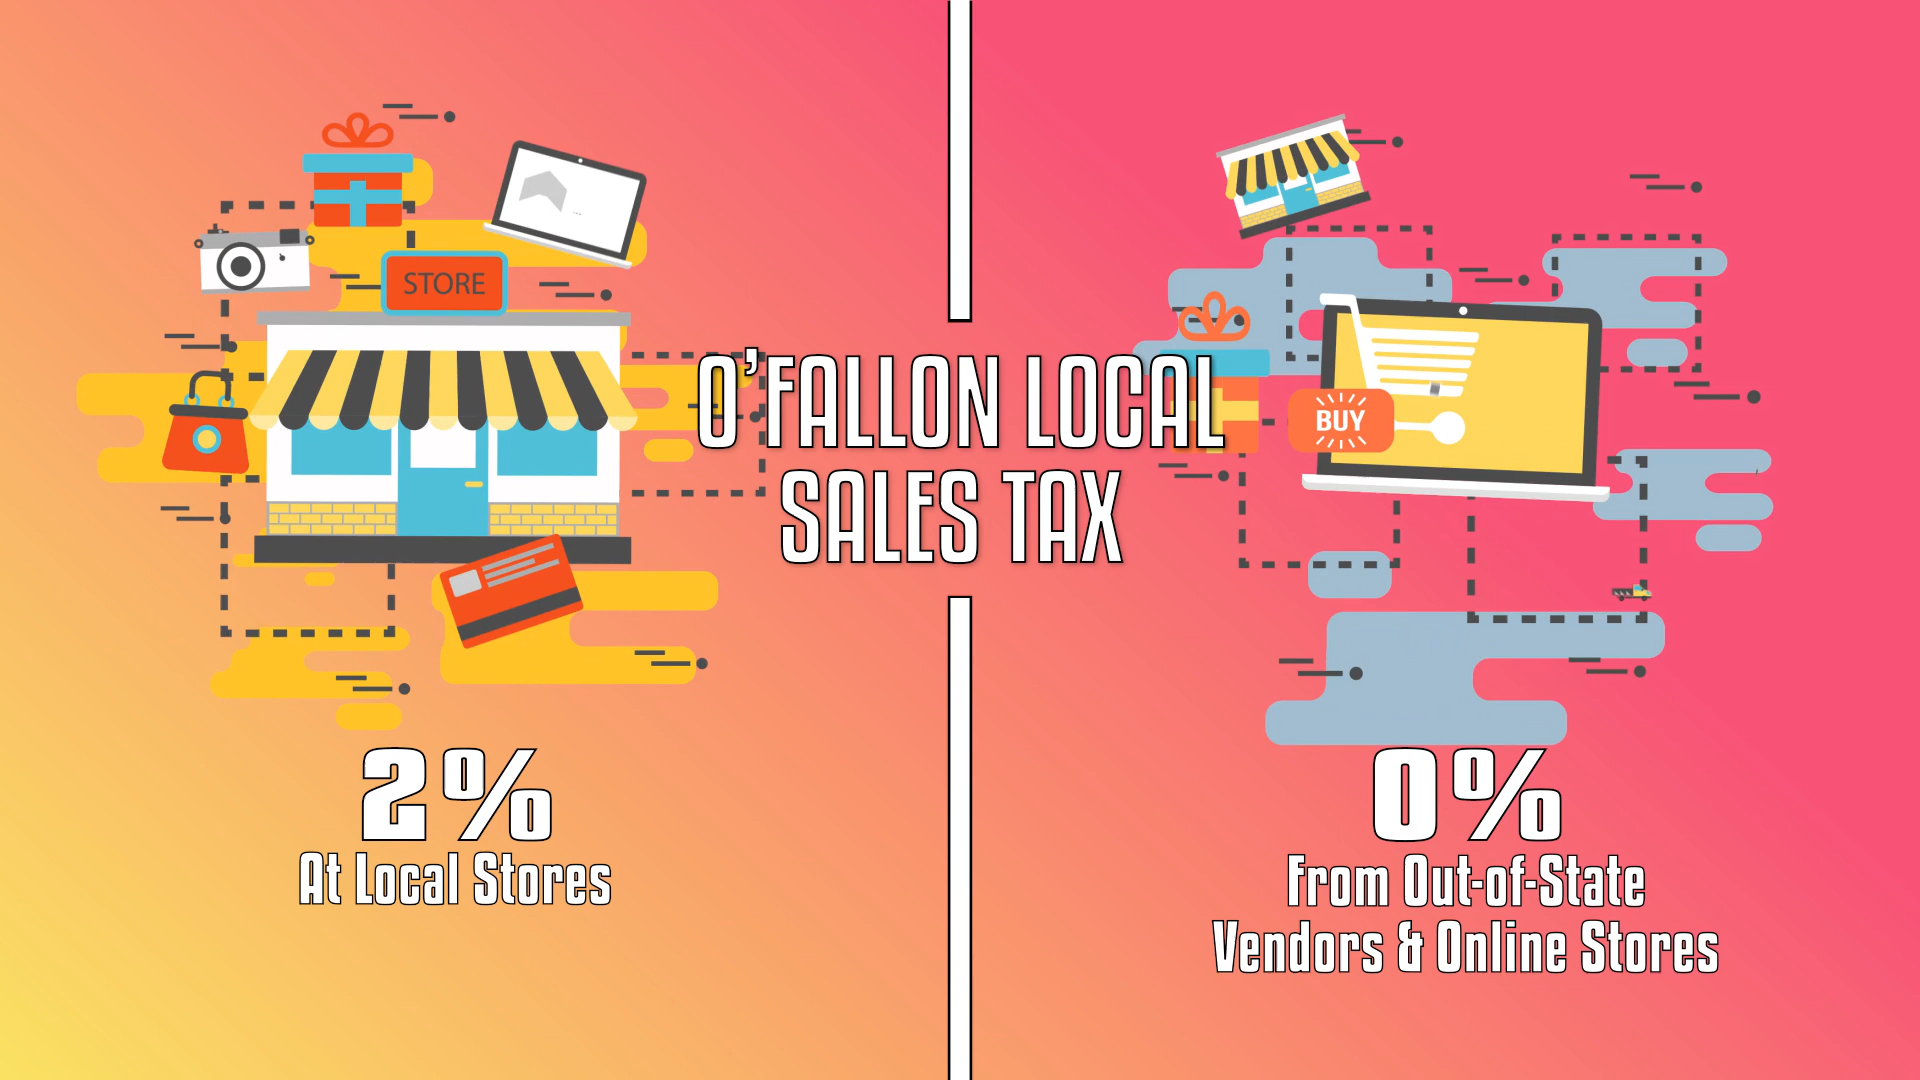 STORE
O'FALLON LOCAL
SALES TAX
BUY
2%
At Local Stores
0%
From Out-of-State
Vendors & Online Stores